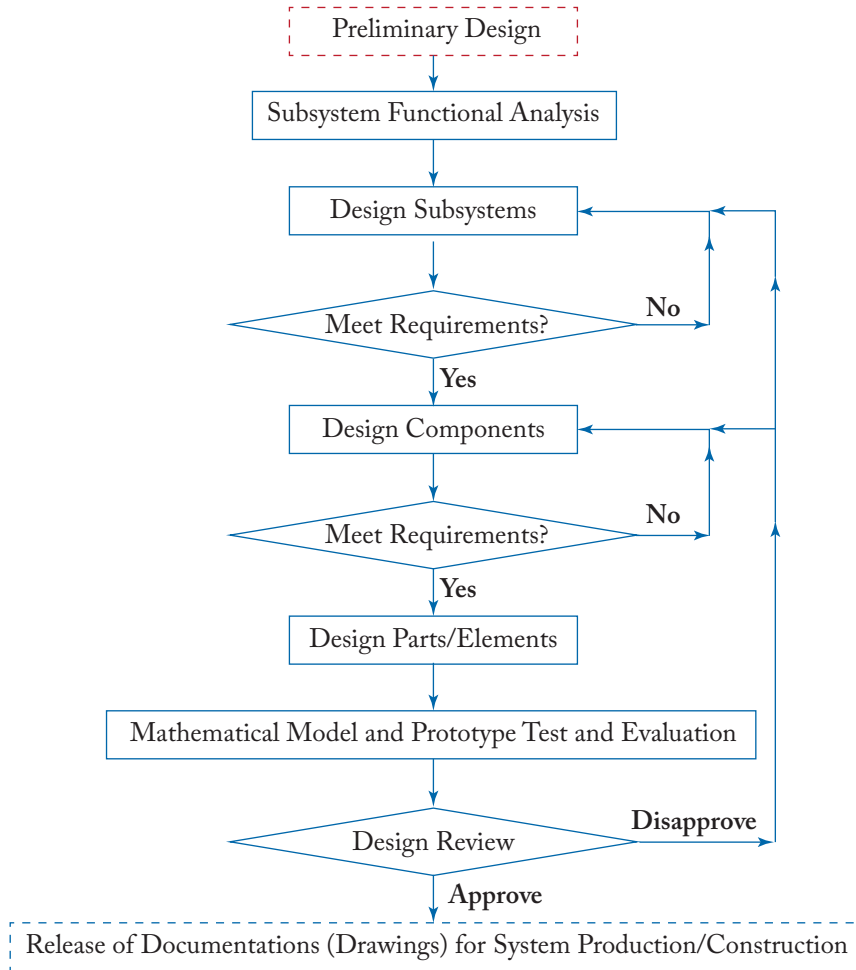 Preliminary Design
Subsystem Functional Analysis
Design Subsystems
Meet Requirements?
No
Yes
Design Components
Meet Requirements?
No
Yes
Design Parts/Elements
Mathematical Model and Prototype Test and Evaluation
Design Review
Disapprove
Approve
Release of Documentations (Drawings) for System Production/Construction